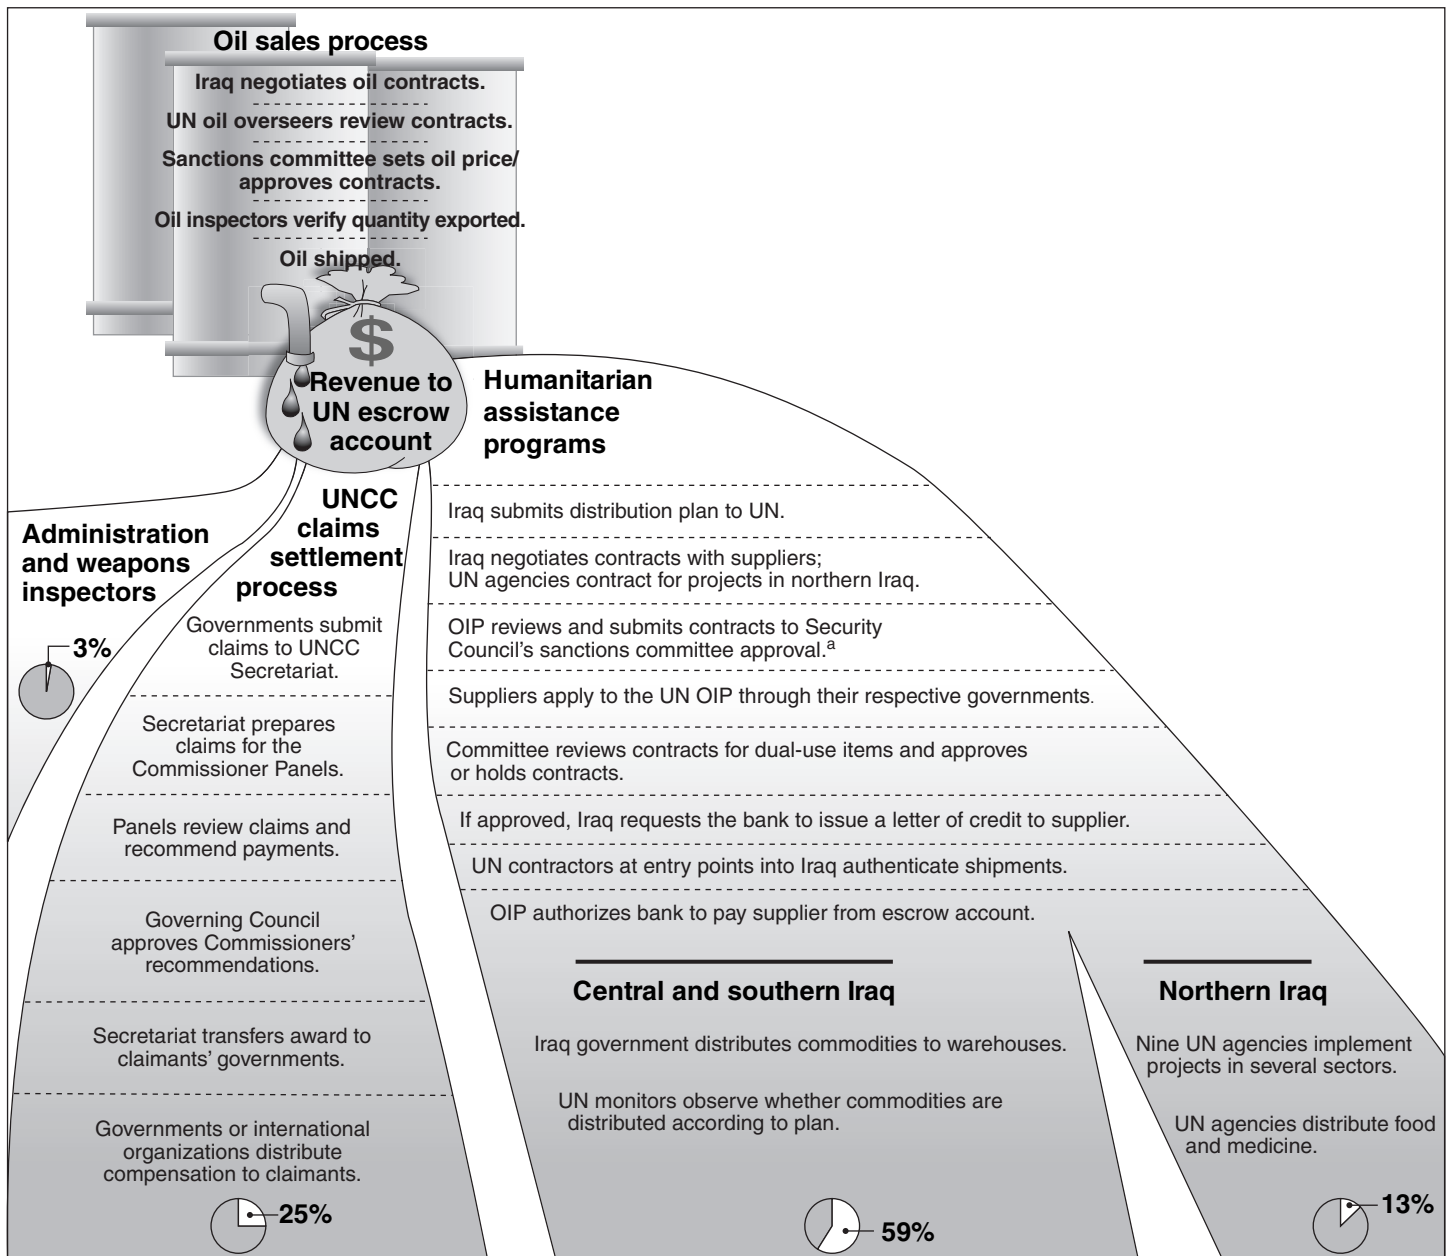 Oil sales process
Iraq negotiates oil contracts.
UN oil overseers review contracts.
Sanctions committee sets oil price/
approves contracts.
Oil inspectors verify quantity exported.
Oil shipped.
$
Revenue to
UN escrow
account
Administration
and weapons
inspectors
3%
UNCC
claims
settlement
process
Governments submit
claims to UNCC
Secretariat.
Secretariat prepares
claims for the
Commissioner Panels.
Panels review claims and
recommend payments.
Governing Council
approves Commissioners’
recommendations.
Secretariat transfers award to
claimants’ governments.
Governments or international
organizations distribute
compensation to claimants.
25%
Humanitarian
assistance
programs
Iraq submits distribution plan to UN.
Iraq negotiates contracts with suppliers;
UN agencies contract for projects in northern Iraq.
OIP reviews and submits contracts to Security
Council’s sanctions committee approval.a
Suppliers apply to the UN OIP through their respective governments.
Committee reviews contracts for dual-use items and approves
or holds contracts.
If approved, Iraq requests the bank to issue a letter of credit to supplier.
UN contractors at entry points into Iraq authenticate shipments.
OIP authorizes bank to pay supplier from escrow account.
Central and southern Iraq
Iraq government distributes commodities to warehouses.
UN monitors observe whether commodities are
distributed according to plan.
59%
Northern Iraq
Nine UN agencies implement
projects in several sectors.
UN agencies distribute food
and medicine.
13%